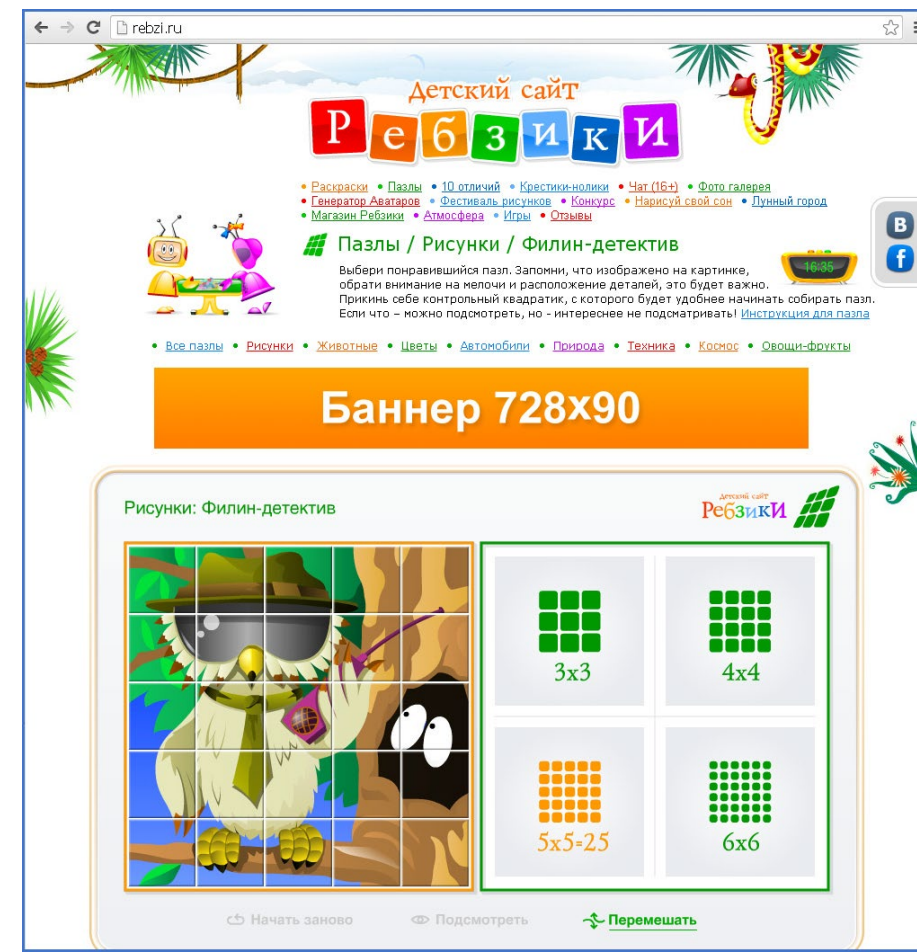 rebzi.ru
Детский сайт
РебзикИ
• Раскраски • Пазлы • 10 отличий • Крестики-нолики • Чат (16+) • Фото галерея
• Генератор Аватаров • Фестиваль рисунков • Конкурс • Нарисуй свой сон • Лунный город
• Магазин Ребзики • Атмосфера • Игры • Отзывы
В
f
Пазлы / Рисунки / Филин-детектив
16:35
Выбери понравившийся пазл. Запомни, что изображено на картинке,
обрати внимание на мелочи и расположение деталей, это будет важно.
Прикинь себе контрольный квадратик, с которого будет удобнее начинать собирать пазл.
Если что – можно подсмотреть, но - интереснее не подсматривать! Инструкция для пазла
• Все пазлы • Рисунки • Животные • Цветы • Автомобили • Природа • Техника • Космос • Овощи-фрукты
Баннер 728x90
Рисунки: Филин-детектив
детский сайт
РебзикИ
3x3
4x4
5x5=25
6x6
Начать заново
Подсмотреть
Перемешать